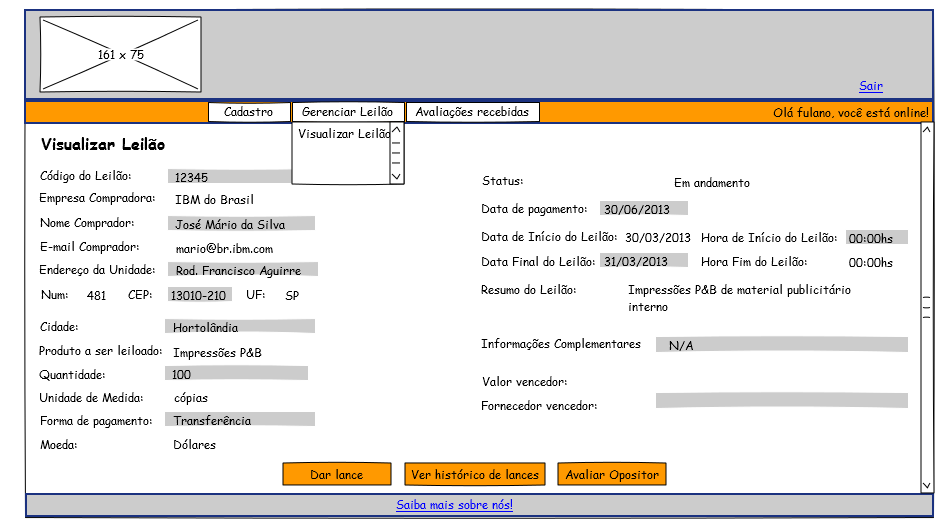 161 x 75
Sair
Cadastro
Gerenciar Leilão
Avaliações recebidas
Olá fulano, você está online!
Visualizar Leilão
Visualizar Leilão
Código do Leilão: 12345
Empresa Compradora: IBM do Brasil
Nome Comprador: José Mário da Silva
E-mail Comprador: mario@br.ibm.com
Endereço da Unidade: Rod. Francisco Aguirre
Num: 481 CEP: 13010-210 UF: SP
Cidade: Hortolândia
Produto a ser leiloado: Impressões P&B
Quantidade: 100
Unidade de Medida: cópias
Forma de pagamento: Transferência
Moeda: Dólares
Status: Em andamento
Data de pagamento: 30/06/2013
Data de Início do Leilão: 30/03/2013 Hora de Início do Leilão: 00:00hs
Data Final do Leilão: 31/03/2013 Hora Fim do Leilão: 00:00hs
Resumo do Leilão: Impressões P&B de material publicitário
interno
Informações Complementares N/A
Valor vencedor:
Fornecedor vencedor:
Dar lance
Ver histórico de lances
Avaliar Opositor
Saiba mais sobre nós!